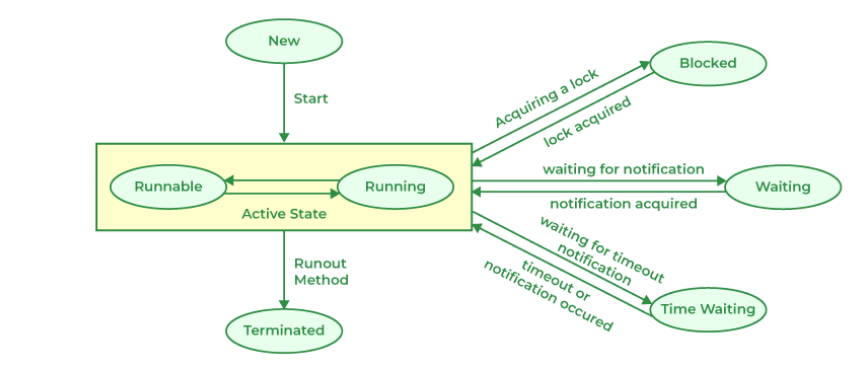 New
Blocked
Start
Acquiring a lock
lock acquired
Runnable
Running
Active State
waiting for notification
Waiting
notification acquired
waiting for timeout
notification
timeout or
notification occured
Runout
Method
Time Waiting
Terminated